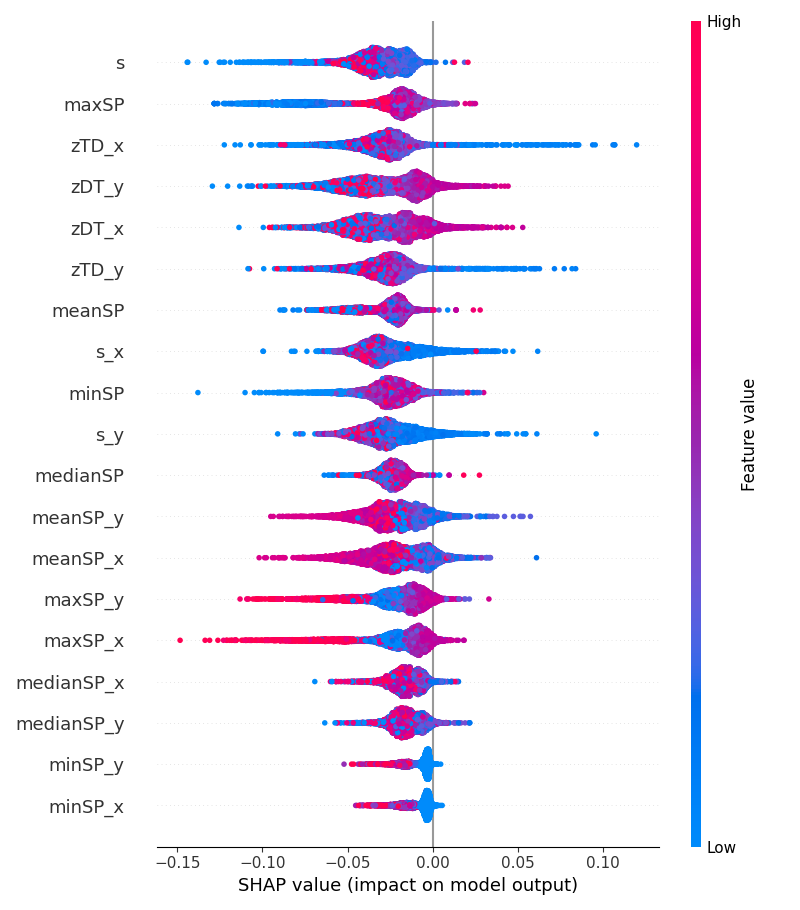 High
s
maxSP
zTD_x
zDT_y
zDT_x
zTD_y
meanSP
s_x
minSP
s_y
medianSP
meanSP_y
meanSP_x
maxSP_y
maxSP_x
medianSP_x
medianSP_y
minSP_y
minSP_x
Feature value
Low
−0.15 −0.10 −0.05 0.00 0.05 0.10
SHAP value (impact on model output)